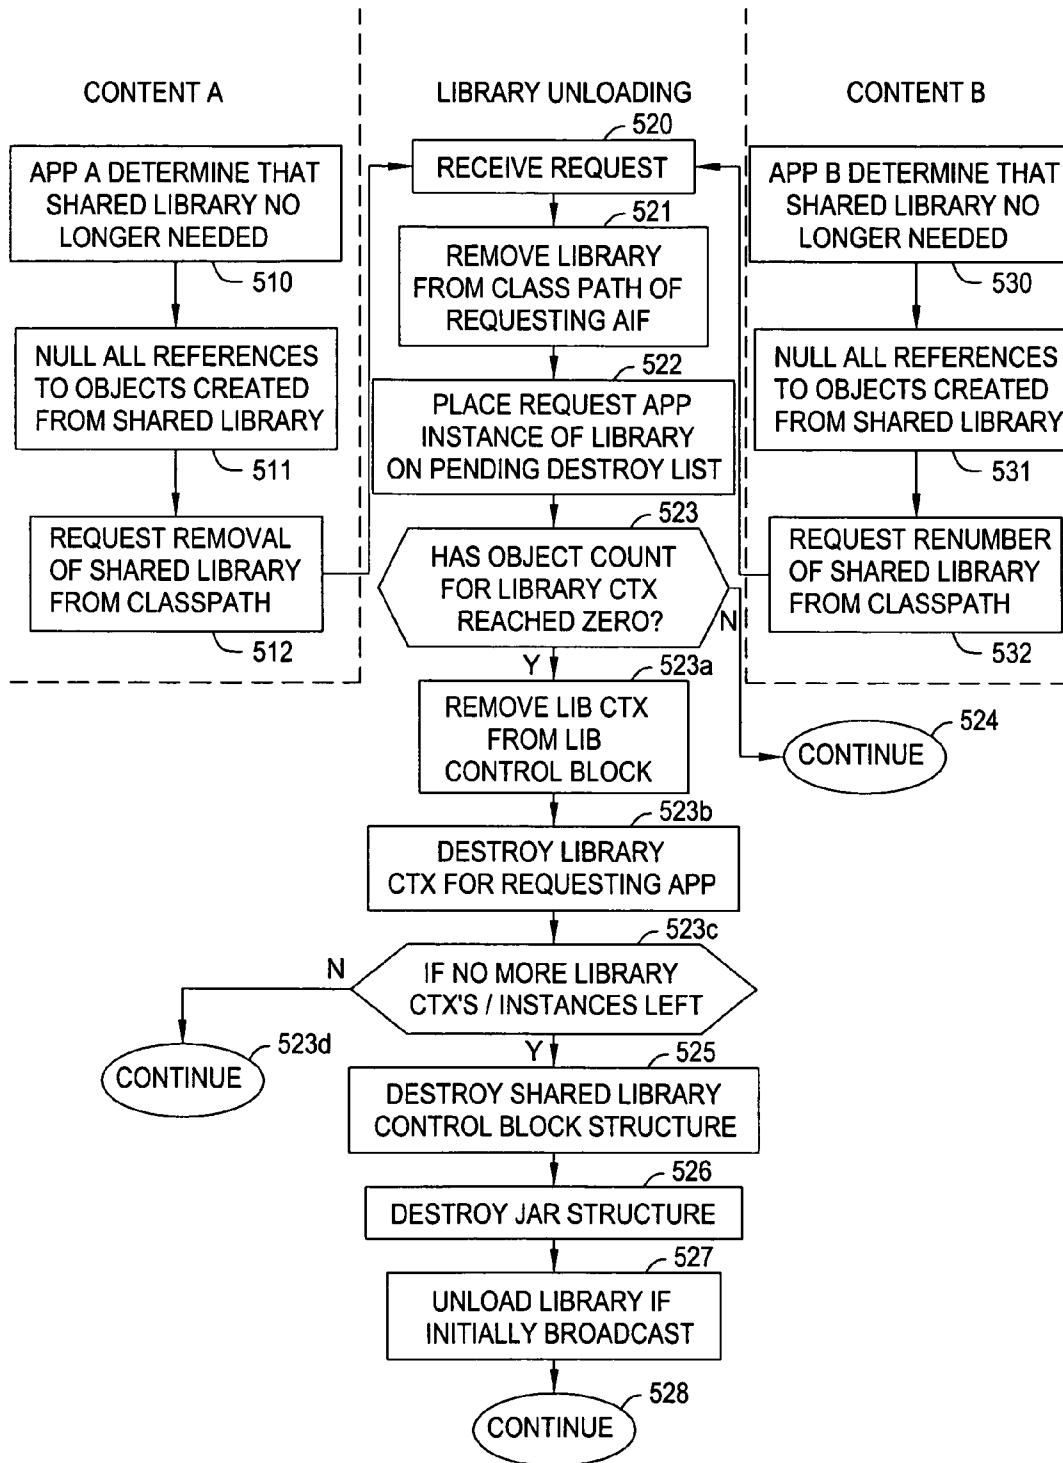 CONTENT A
APP A DETERMINE THAT
SHARED LIBRARY NO
LONGER NEEDED
510
NULL ALL REFERENCES
TO OBJECTS CREATED
FROM SHARED LIBRARY
511
REQUEST REMOVAL
OF SHARED LIBRARY
FROM CLASSPATH
512
LIBRARY UNLOADING
520
RECEIVE REQUEST
521
REMOVE LIBRARY
FROM CLASS PATH OF
REQUESTING AIF
522
PLACE REQUEST APP
INSTANCE OF LIBRARY
ON PENDING DESTROY LIST
523
HAS OBJECT COUNT
FOR LIBRARY CTX
REACHED ZERO?
N
Y
523a
REMOVE LIB CTX
FROM LIB
CONTROL BLOCK
523b
DESTROY LIBRARY
CTX FOR REQUESTING APP
523c
IF NO MORE LIBRARY
CTX'S / INSTANCES LEFT
N
523d
CONTINUE
Y
525
DESTROY SHARED LIBRARY
CONTROL BLOCK STRUCTURE
526
DESTROY JAR STRUCTURE
527
UNLOAD LIBRARY IF
INITIALLY BROADCAST
528
CONTINUE
CONTENT B
APP B DETERMINE THAT
SHARED LIBRARY NO
LONGER NEEDED
530
NULL ALL REFERENCES
TO OBJECTS CREATED
FROM SHARED LIBRARY
531
REQUEST RENUMBER
OF SHARED LIBRARY
FROM CLASSPATH
532
524
CONTINUE